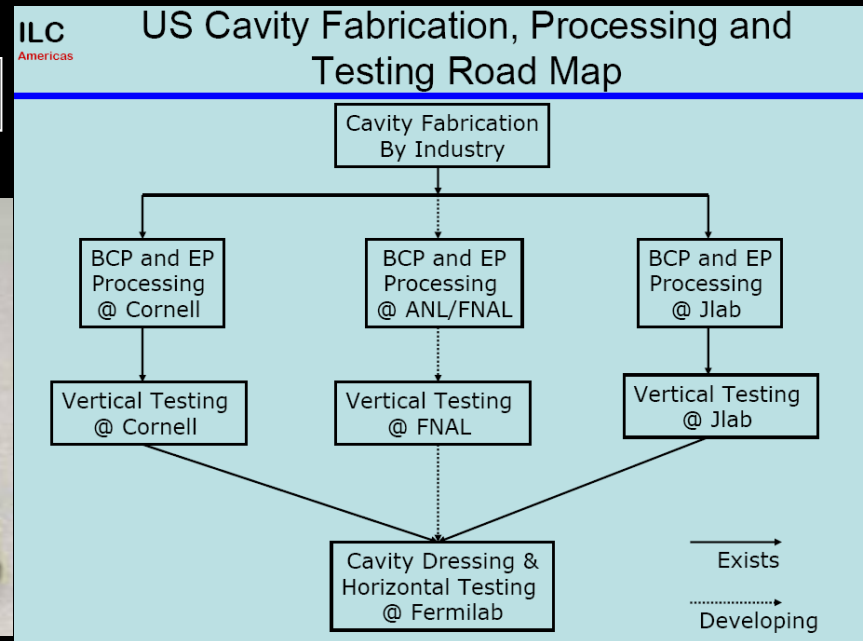 ILC
Americas
US Cavity Fabrication, Processing and
Testing Road Map
Cavity Fabrication
By Industry
BCP and EP
Processing
@ Cornell
BCP and EP
Processing
@ ANL/FNAL
BCP and EP
Processing
@ Jlab
Vertical Testing
@ Cornell
Vertical Testing
@ FNAL
Vertical Testing
@ Jlab
Cavity Dressing &
Horizontal Testing
@ Fermilab
Exists
Developing